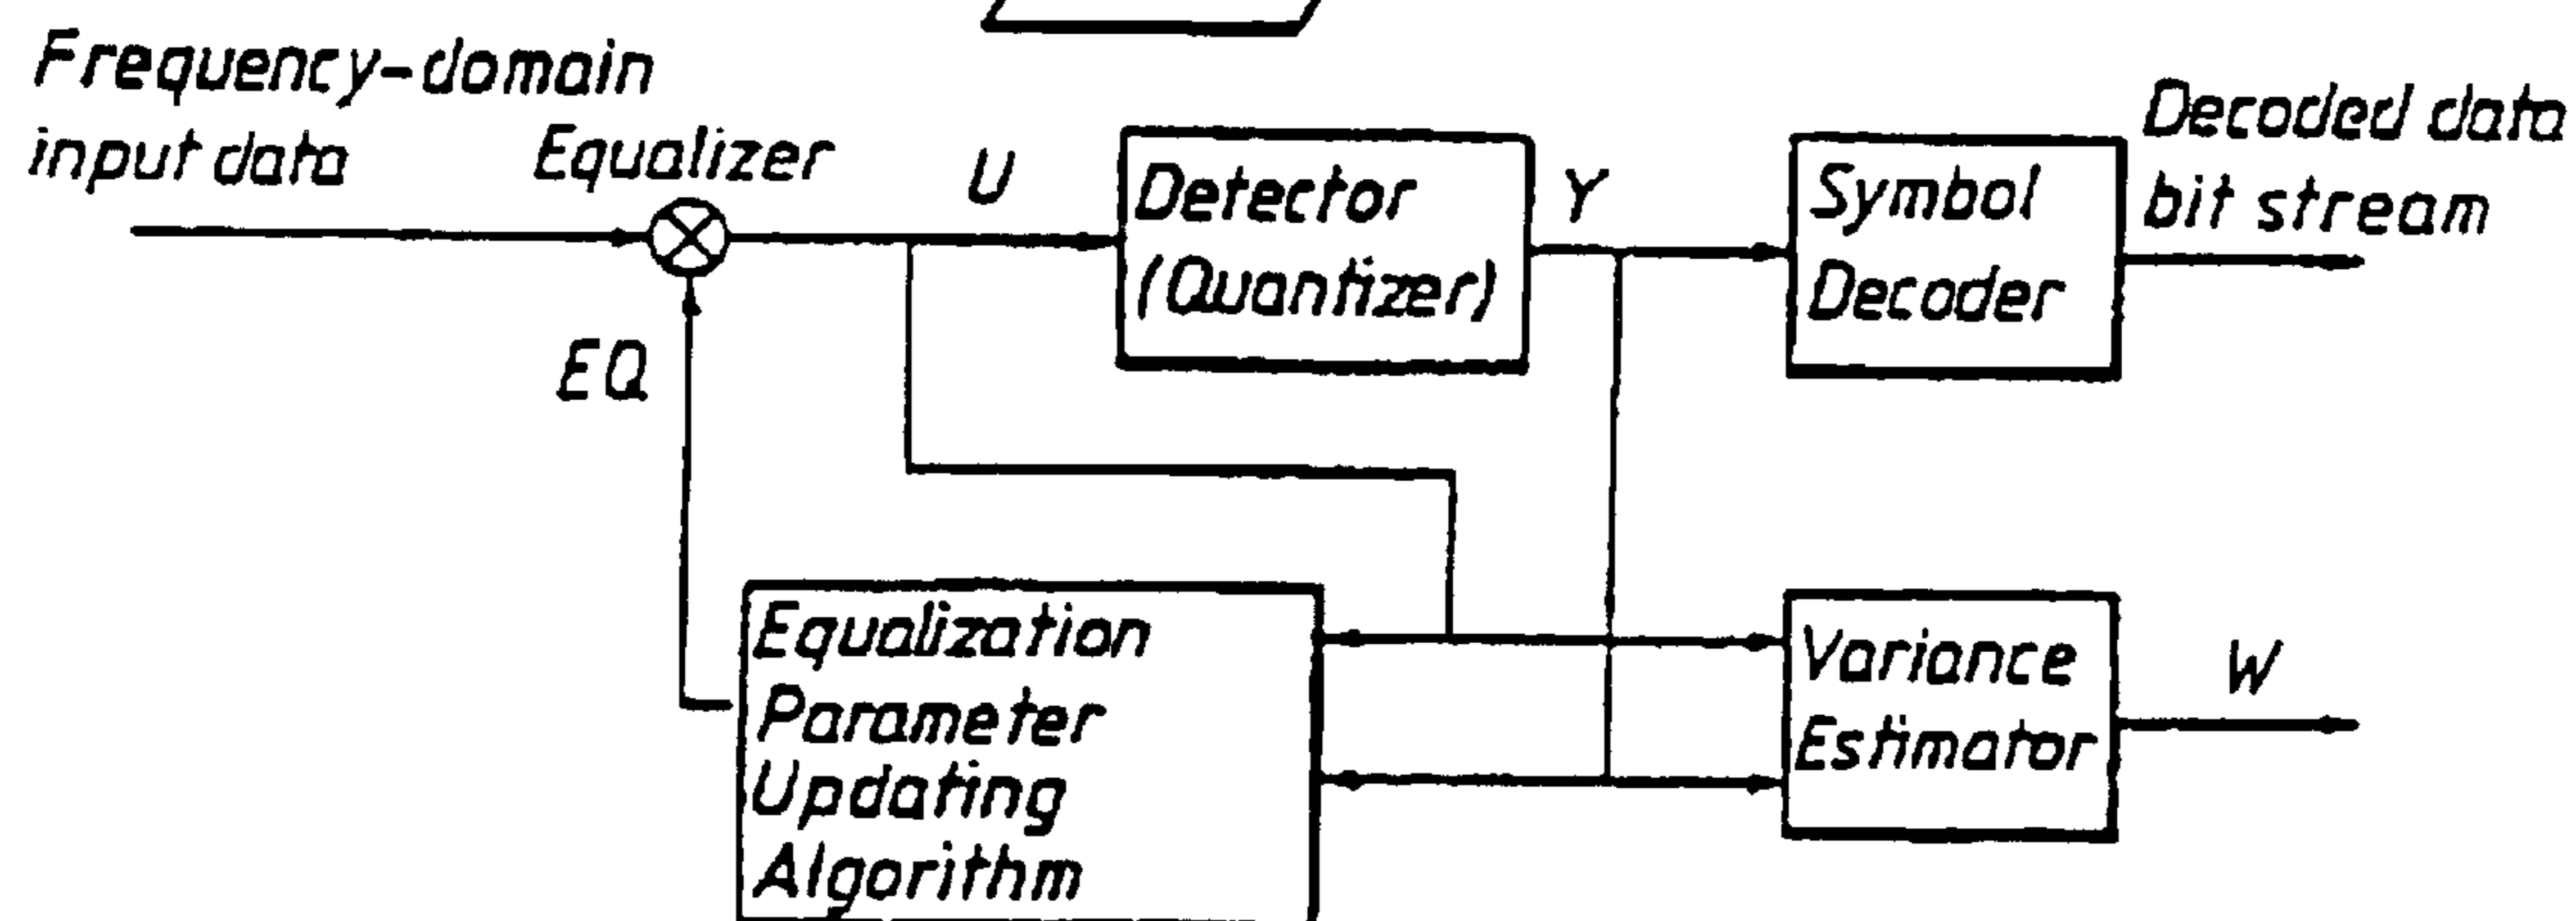 Frequency-domain
input data
Equalizer
U
Detector
(Quantizer)
Y
Symbol
Decoder
Decoded data
bit stream
EQ
Equalization
Parameter
Updating
Algorithm
Variance
Estimator
W